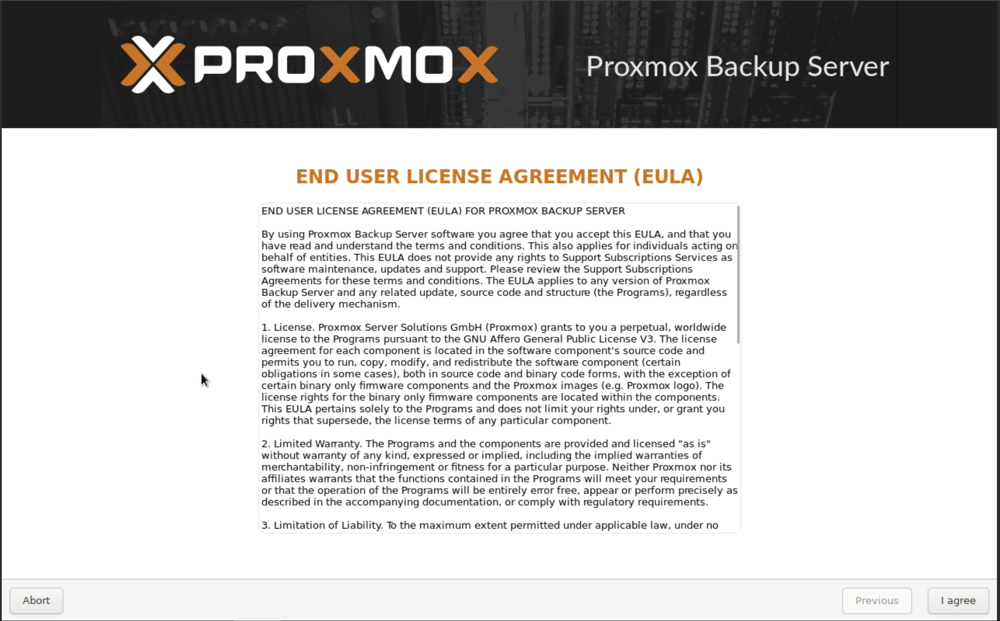 PROXMOX
Proxmox Backup Server
END USER LICENSE AGREEMENT (EULA)
END USER LICENSE AGREEMENT (EULA) FOR PROXMOX BACKUP SERVER
By using Proxmox Backup Server software you agree that you accept this EULA, and that you
have read and understand the terms and conditions. This also applies for individuals acting on
behalf of entities. This EULA does not provide any rights to Support Subscriptions Services as
software maintenance, updates and support. Please review the Support Subscriptions
Agreements for these terms and conditions. The EULA applies to any version of Proxmox
Backup Server and any related update, source code and structure (the Programs), regardless
of the delivery mechanism.
1. License. Proxmox Server Solutions GmbH (Proxmox) grants to you a perpetual, worldwide
license to the Programs pursuant to the GNU Affero General Public License V3. The license
agreement for each component is located in the software component's source code and
permits you to run, copy, modify, and redistribute the software component (certain
obligations in some cases), both in source code and binary code forms, with the exception of
certain binary only firmware components and the Proxmox images (e.g. Proxmox logo). The
license rights for the binary only firmware components are located within the components.
This EULA pertains solely to the Programs and does not limit your rights under, or grant you
rights that supersede, the license terms of any particular component.
2. Limited Warranty. The Programs and the components are provided and licensed "as is"
without warranty of any kind, expressed or implied, including the implied warranties of
merchantability, non-infringement or fitness for a particular purpose. Neither Proxmox nor its
affiliates warrants that the functions contained in the Programs will meet your requirements
or that the operation of the Programs will be entirely error free, appear or perform precisely as
described in the accompanying documentation, or comply with regulatory requirements.
3. Limitation of Liability. To the maximum extent permitted under applicable law, under no
Abort
Previous
I agree